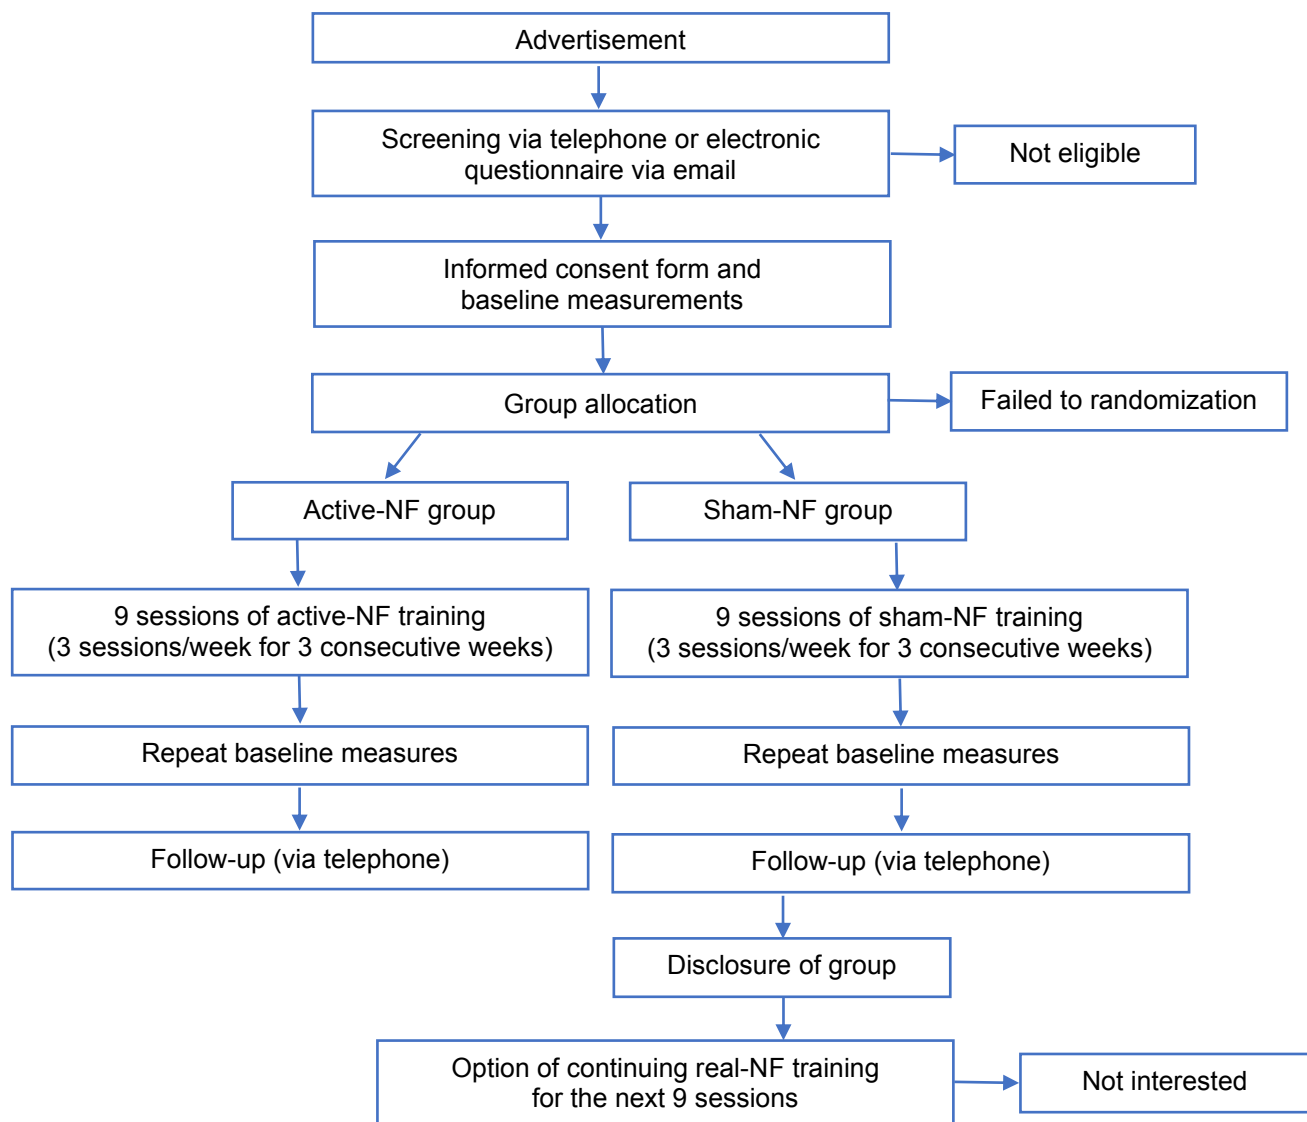 Advertisement
Screening via telephone or electronic
questionnaire via email
Not eligible
Informed consent form and
baseline measurements
Group allocation
Failed to randomization
Active-NF group
Sham-NF group
9 sessions of active-NF training
(3 sessions/week for 3 consecutive weeks)
9 sessions of sham-NF training
(3 sessions/week for 3 consecutive weeks)
Repeat baseline measures
Repeat baseline measures
Follow-up (via telephone)
Follow-up (via telephone)
Disclosure of group
Option of continuing real-NF training
for the next 9 sessions
Not interested